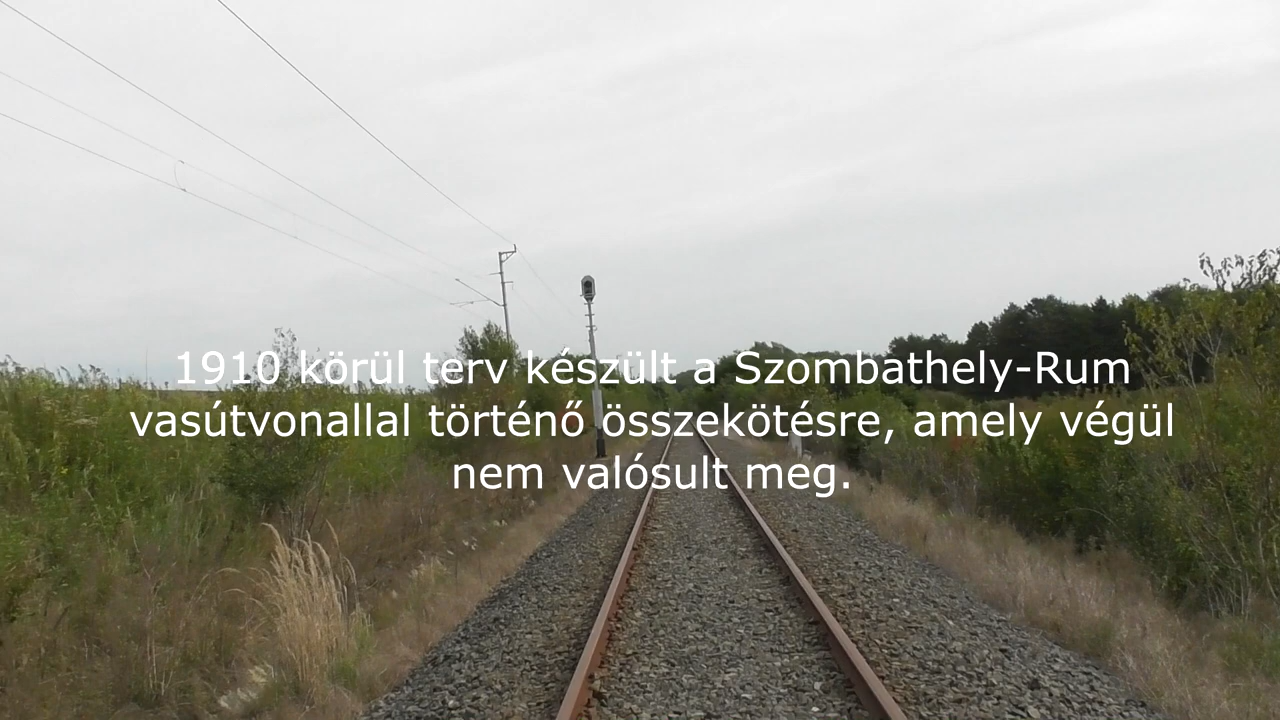 1910 körül terv készült a Szombathely-Rum
vasútvonallal történő összekötésre, amely végül
nem valósult meg.